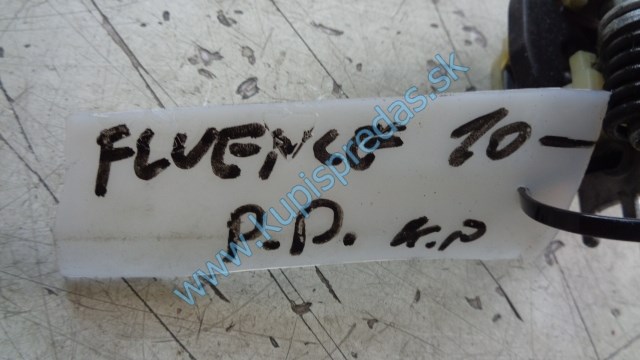 FLUENCE 10-
P.D. K.P
www.kupispredas.sk